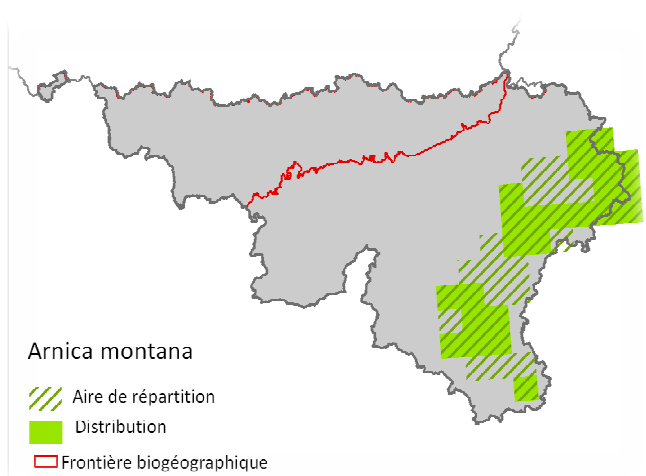 Arnica montana
Aire de répartition
Distribution
Frontière biogéographique